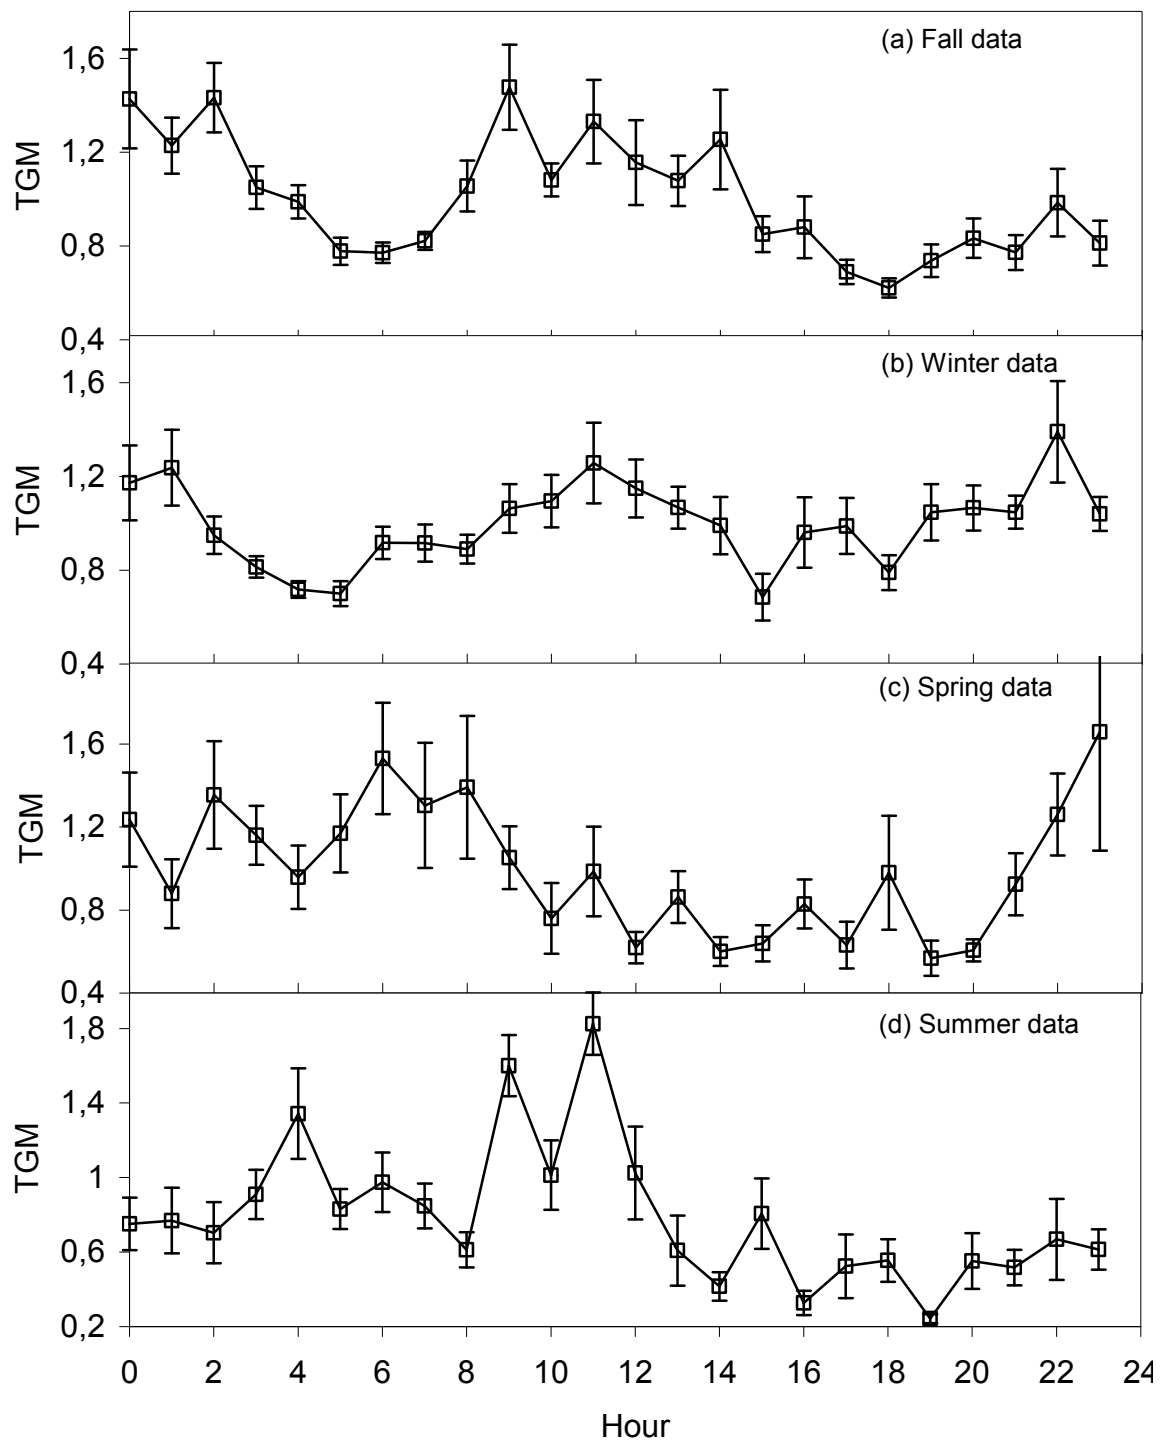 (a) Fall data
1,6
1,2
0,8
0,4
TGM
(b) Winter data
1,6
1,2
0,8
0,4
TGM
(c) Spring data
1,6
1,2
0,8
0,4
TGM
(d) Summer data
1,8
1,4
1
0,6
0,2
TGM
0 2 4 6 8 10 12 14 16 18 20 22 24
Hour